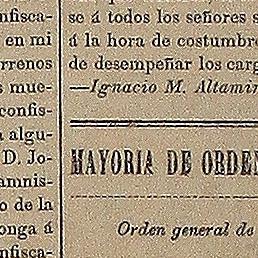 nfisca-
en mi
rrenos
s mue-
confis-
a algu-
D. Jo-
amnis-
o de la
onga á
nfisca-
se á todos los señores s
á la hora de costumbre
de desempeñar los carg
—Ignacio M. Altamir
MAYORIA DE ORDEN
Orden general de